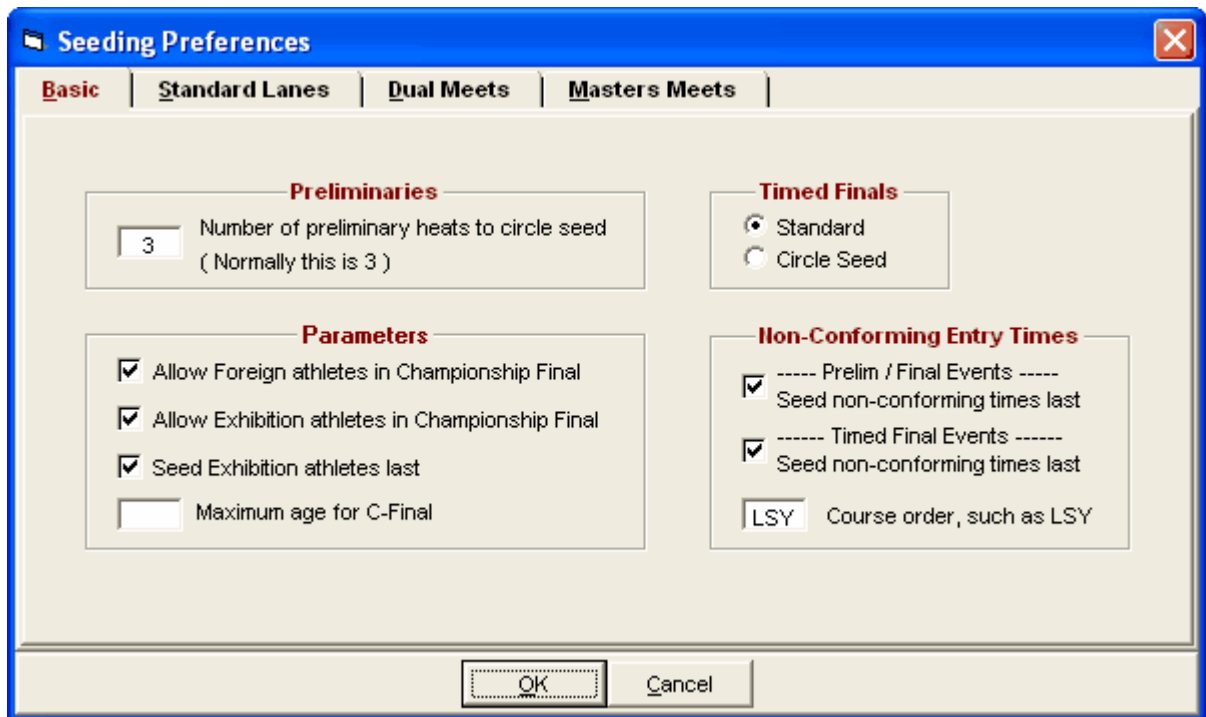 Seeding Preferences
Basic Standard Lanes Dual Meets Masters Meets
Preliminaries
3 Number of preliminary heats to circle seed
( Normally this is 3 )
Timed Finals
Standard
Circle Seed
Parameters
Allow Foreign athletes in Championship Final
Allow Exhibition athletes in Championship Final
Seed Exhibition athletes last
Maximum age for C-Final
Non-Conforming Entry Times
----- Prelim / Final Events -----
Seed non-conforming times last
------ Timed Final Events ------
Seed non-conforming times last
LSY Course order, such as LSY
OK Cancel